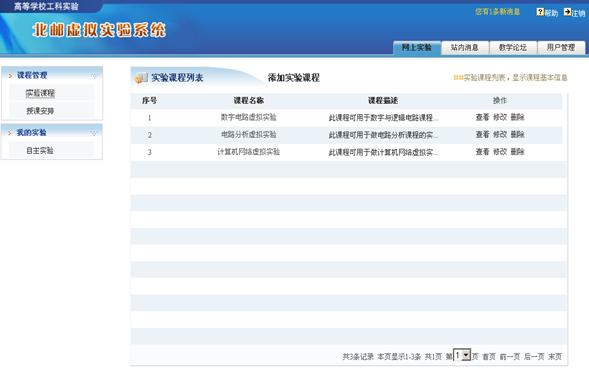 高等学校工科实验
您有1条新消息 帮助 注销
北邮虚拟实验系统
网上实验 站内消息 教学论坛 用户管理
课程管理
实验课程
授课安排
我的实验
自主实验
实验课程列表 添加实验课程 实验课程列表，显示课程基本信息
序号 课程名称 课程描述 操作
1 数字电路虚拟实验 此课程可用于数字与逻辑电路课程... 查看 修改 删除
2 电路分析虚拟实验 此课程可用于做电路分析课程的实... 查看 修改 删除
3 计算机网络虚拟实验 此课程可用于做计算机网络虚拟实... 查看 修改 删除
共3条记录 本页显示1-3条 共1页 第 1 页 首页 前一页 后一页 末页